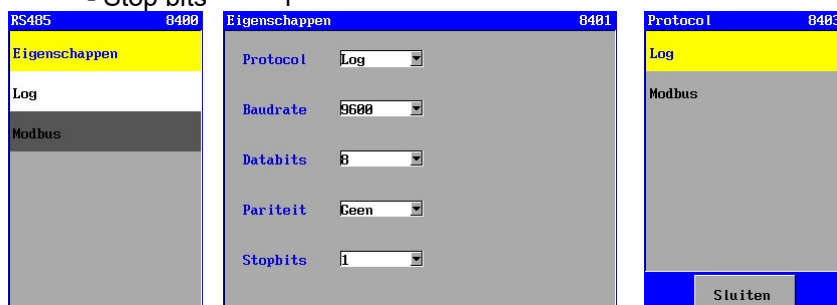 - Stop bits
RS485 8400
Eigenschappen
Log
Modbus
Eigenschappen 8401
Protocol Log
Baudrate 9600
Databits 8
Pariteit Geen
Stopbits 1
Protocol 8403
Log
Modbus
Sluiten